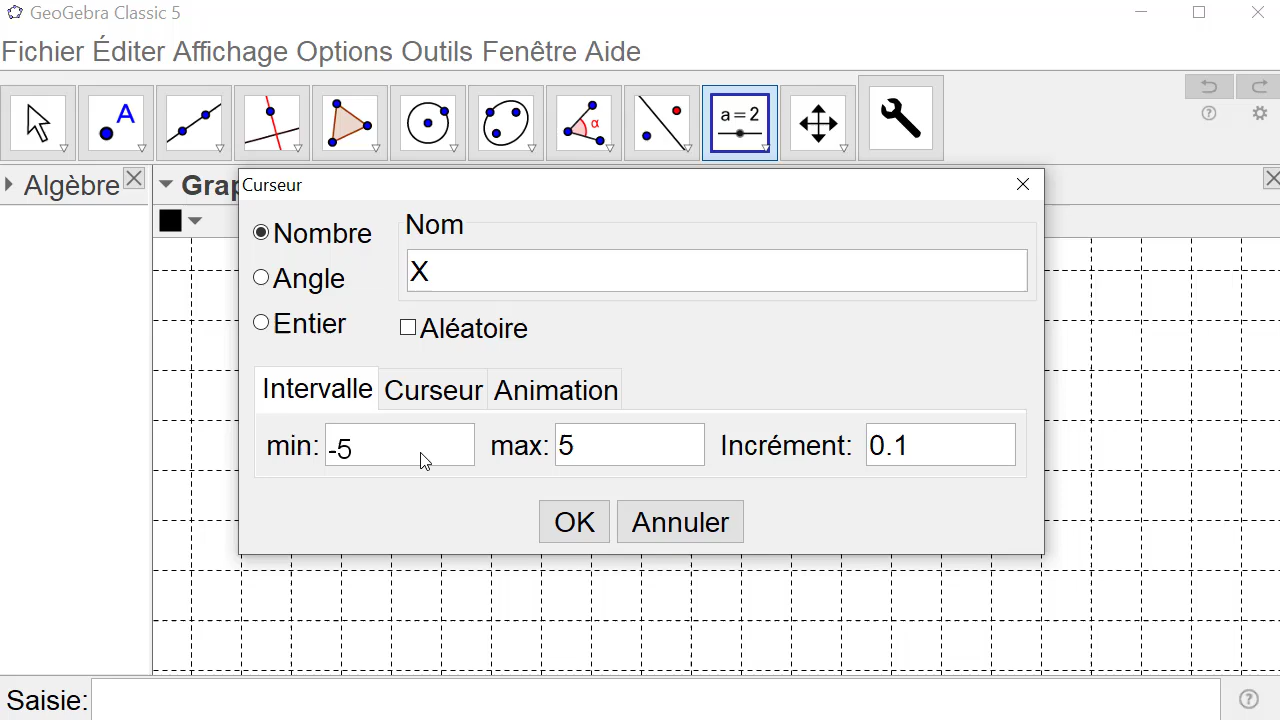 GeoGebra Classic 5
Fichier Éditer Affichage Options Outils Fenêtre Aide
A
α
a=2
Algèbre
Grap
Curseur
Nombre
Nom
X
Angle
Entier
Aléatoire
Intervalle Curseur Animation
min: -5 max: 5 Incrément: 0.1
OK Annuler
Saisie: